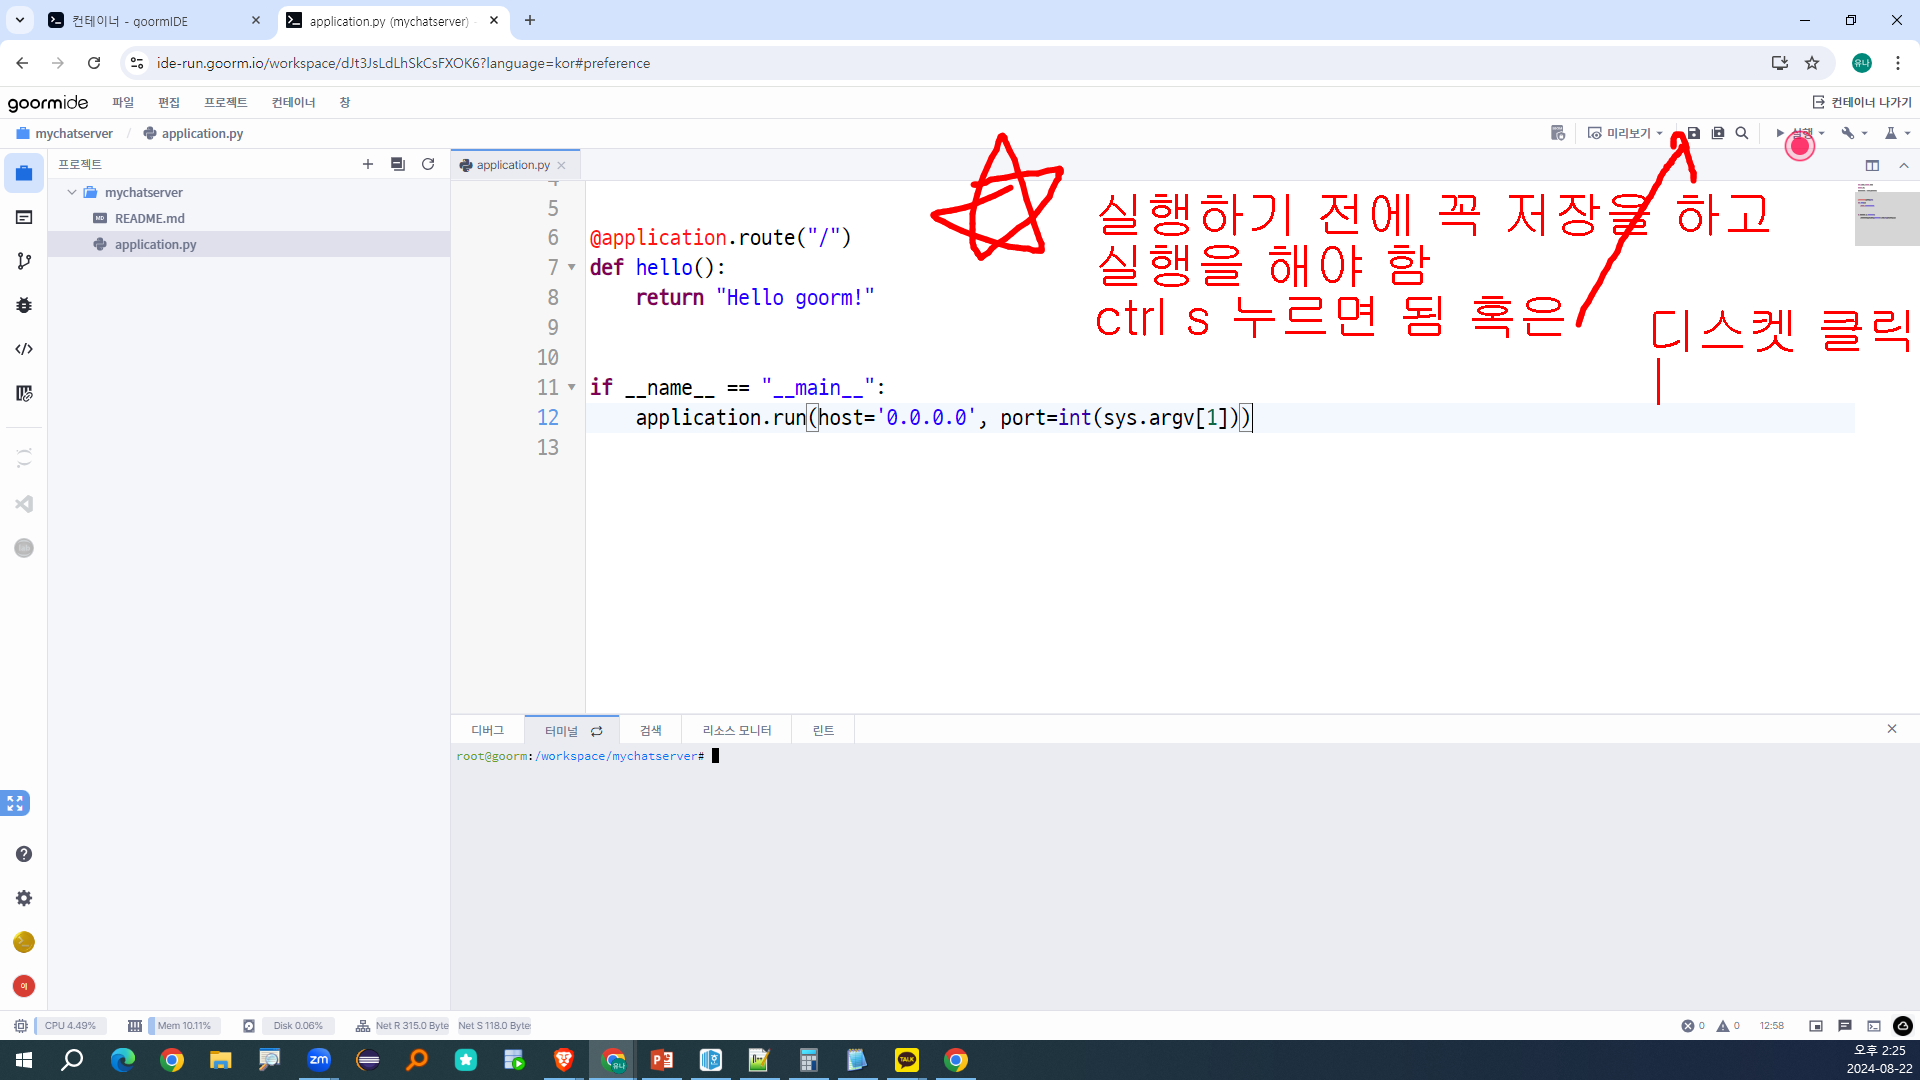 컨테이너 - goormIDE
application.py (mychatserver)
ide-run.goorm.io/workspace/dJt3JsLdLhSkCsFXOK6?language=kor#preference
유나
goormide 파일 편집 프로젝트 컨테이너 창 컨테이너 나가기
mychatserver / application.py 미리보기 실행
프로젝트
mychatserver
README.md
application.py
application.py
4
5
6 @application.route("/")
7 def hello():
8 return "Hello goorm!"
9
10
11 if __name__ == "__main__":
12 application.run(host='0.0.0.0', port=int(sys.argv[1]))
13
실행하기 전에 꼭 저장을 하고
실행을 해야 함
ctrl s 누르면 됨 혹은
디스켓 클릭
디버그 터미널 검색 리소스 모니터 린트
root@goorm:/workspace/mychatserver#
예
CPU 4.49% Mem 10.11% Disk 0.06% Net R 315.0 Byte Net S 118.0 Byte
0 0 12:58
zm
TALK
오후 2:25
2024-08-22